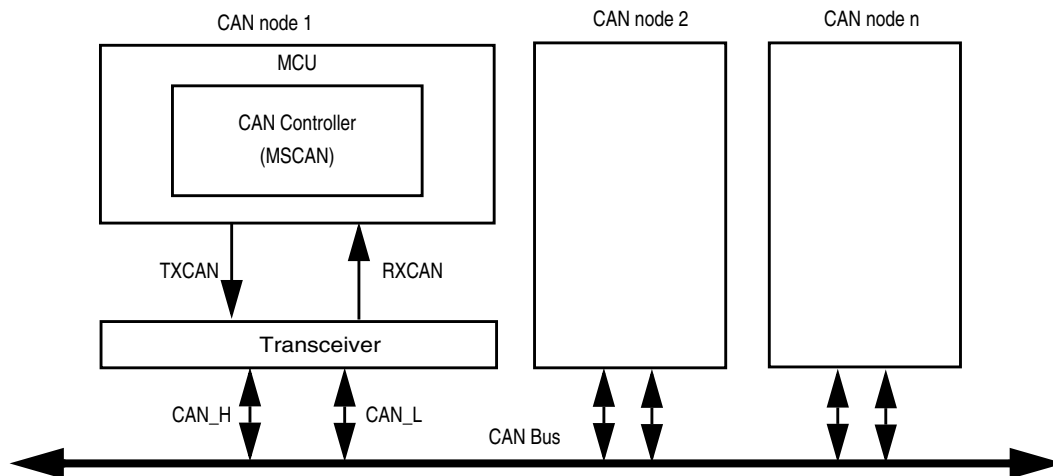 CAN node 1
CAN node 2
CAN node n
MCU
CAN Controller
(MSCAN)
TXCAN
RXCAN
Transceiver
CAN_H
CAN_L
CAN Bus